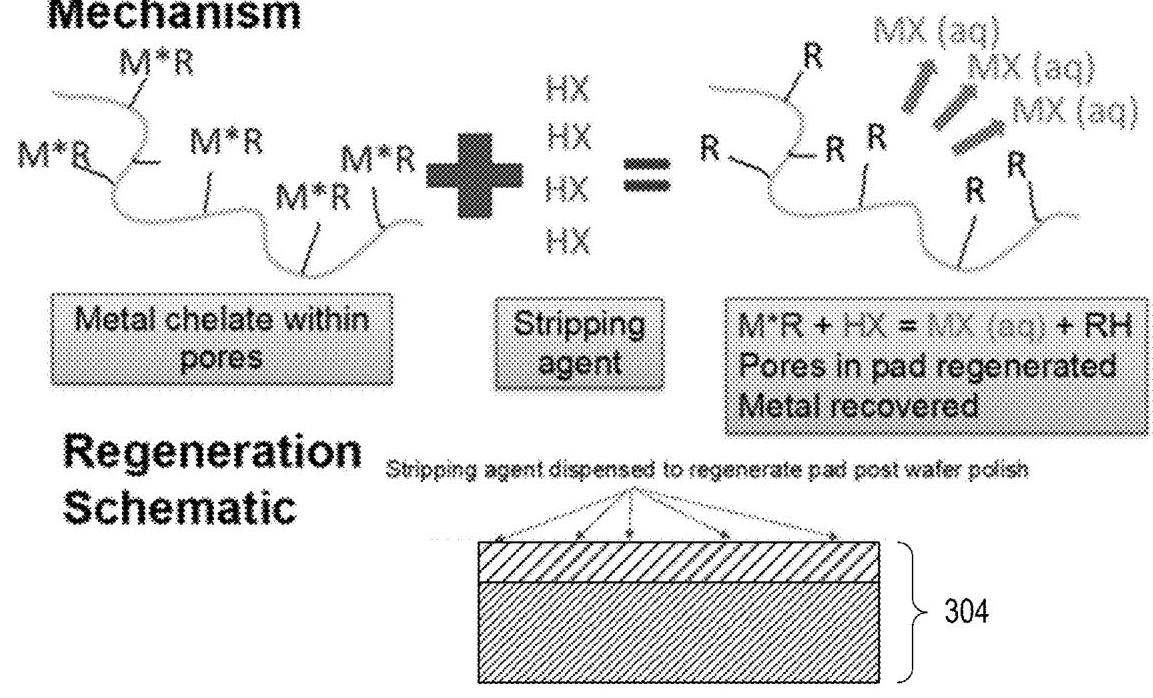 Mechanism
M*R
M*R
M*R
M*R
M*R
HX
HX
HX
HX
=
R
R
R
R
R
R
MX (aq)
MX (aq)
MX (aq)
Metal chelate within
pores
Stripping
agent
M*R + HX = MX (aq) + RH
Pores in pad regenerated
Metal recovered
Regeneration
Schematic
Stripping agent dispensed to regenerate pad post wafer polish
304